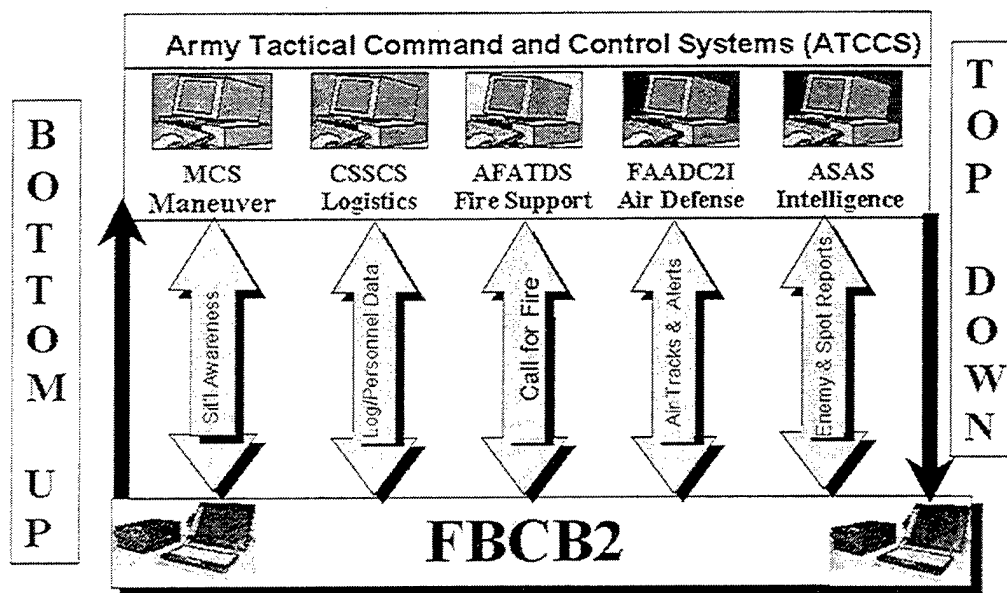 Army Tactical Command and Control Systems (ATCCS)
MCS
Maneuver
CSSCS
Logistics
AFATDS
Fire Support
FAADC2I
Air Defense
ASAS
Intelligence
BOTTOM UP
TOP DOWN
Sit'l Awareness
Log/Personnel Data
Call for Fire
Air Tracks & Alerts
Enemy & Spot Reports
FBCB2